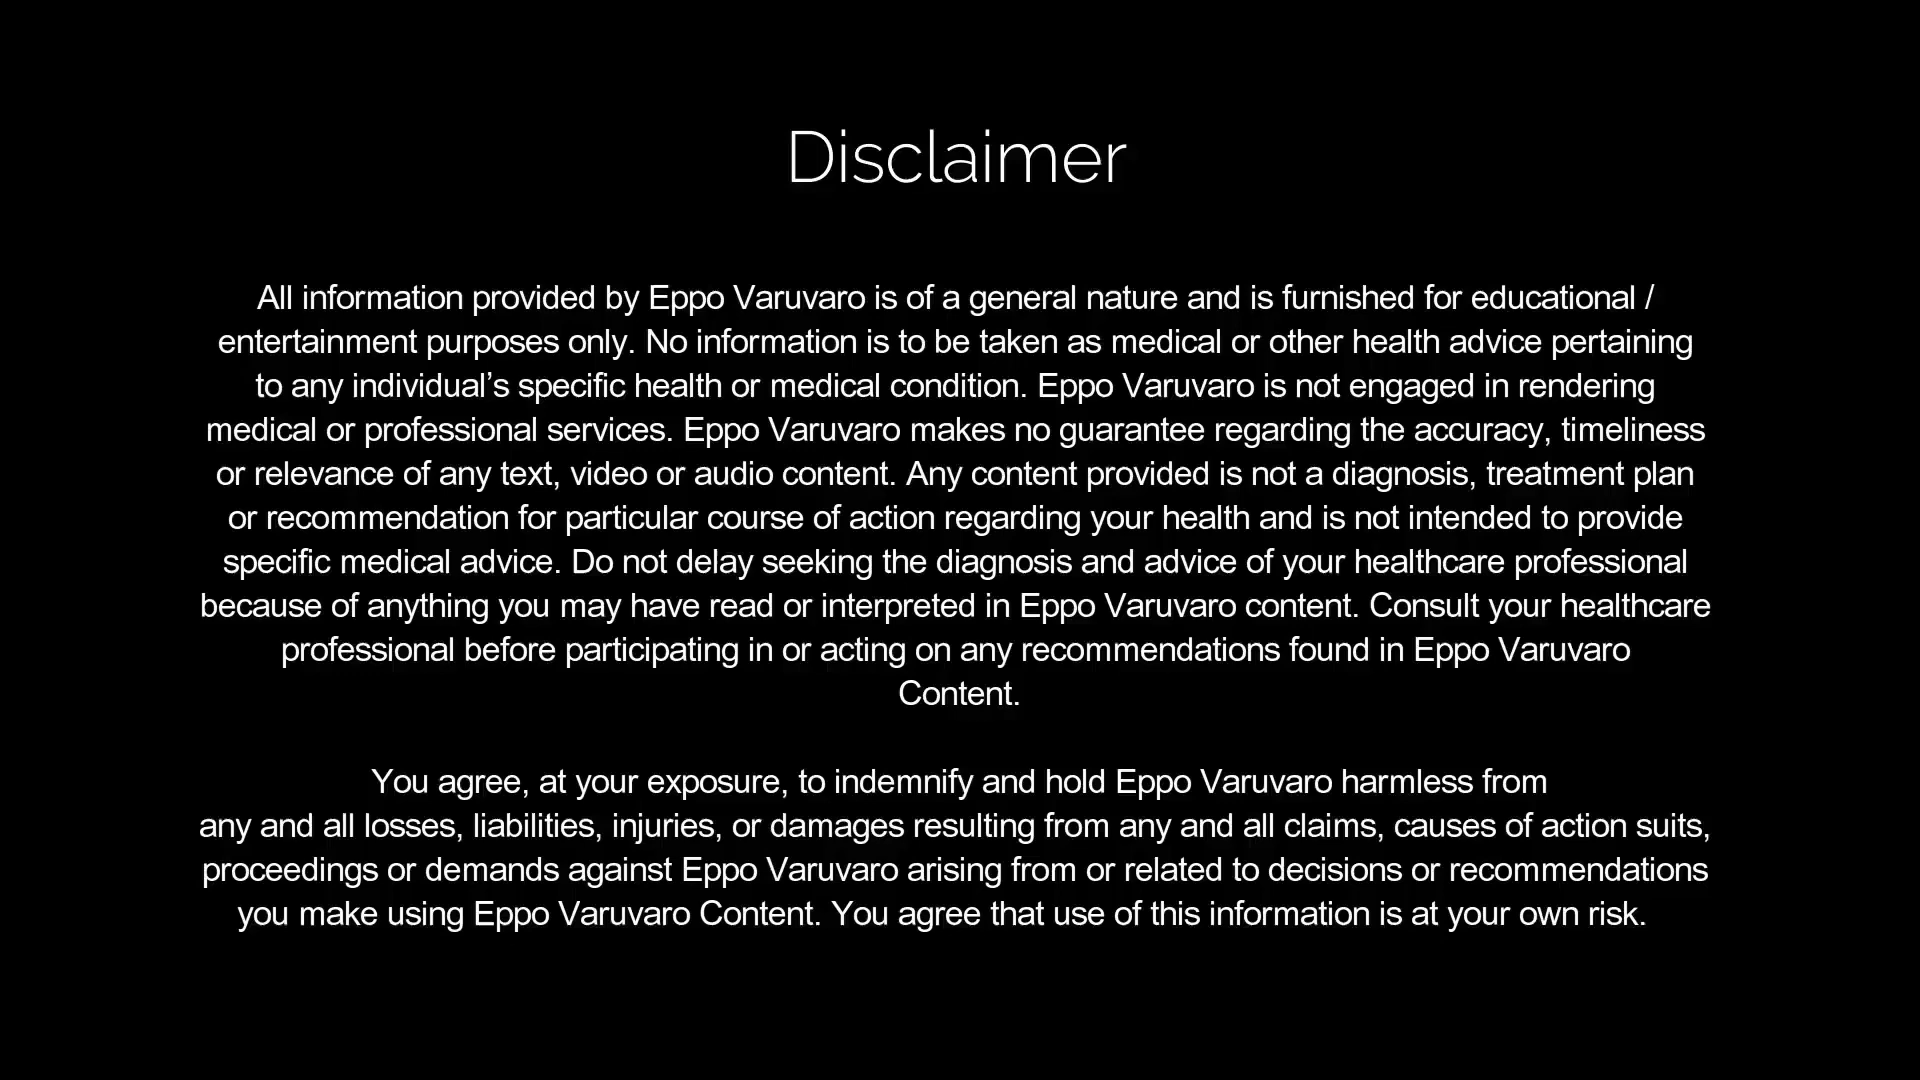 Disclaimer
All information provided by Eppo Varuvaro is of a general nature and is furnished for educational /
entertainment purposes only. No information is to be taken as medical or other health advice pertaining
to any individual’s specific health or medical condition. Eppo Varuvaro is not engaged in rendering
medical or professional services. Eppo Varuvaro makes no guarantee regarding the accuracy, timeliness
or relevance of any text, video or audio content. Any content provided is not a diagnosis, treatment plan
or recommendation for particular course of action regarding your health and is not intended to provide
specific medical advice. Do not delay seeking the diagnosis and advice of your healthcare professional
because of anything you may have read or interpreted in Eppo Varuvaro content. Consult your healthcare
professional before participating in or acting on any recommendations found in Eppo Varuvaro
Content.
You agree, at your exposure, to indemnify and hold Eppo Varuvaro harmless from
any and all losses, liabilities, injuries, or damages resulting from any and all claims, causes of action suits,
proceedings or demands against Eppo Varuvaro arising from or related to decisions or recommendations
you make using Eppo Varuvaro Content. You agree that use of this information is at your own risk.